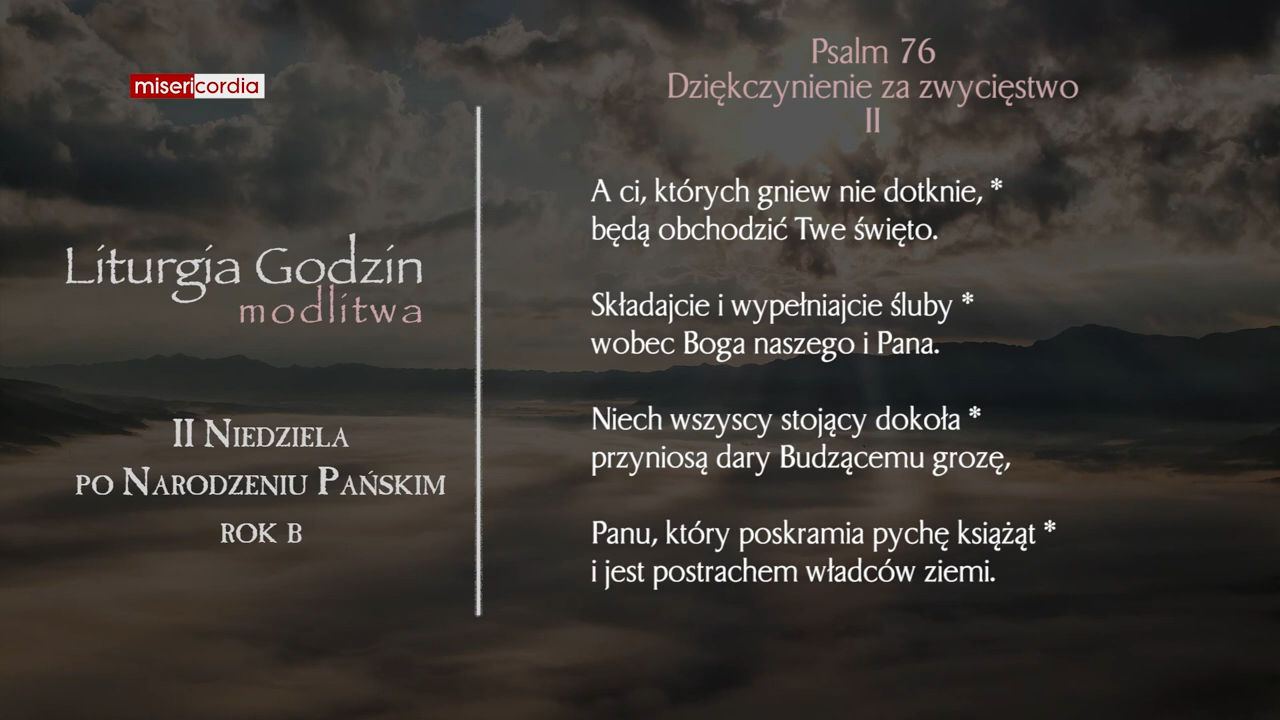 misericordia
Liturgia Godzin
modlitwa
II Niedziela
po Narodzeniu Pańskim
rok B
Psalm 76
Dziękczynienie za zwycięstwo
II
A ci, których gniew nie dotknie, *
będą obchodzić Twe święto.
Składajcie i wypełniajcie śluby *
wobec Boga naszego i Pana.
Niech wszyscy stojący dokoła *
przyniosą dary Budzącemu grozę,
Panu, który poskramia pychę książąt *
i jest postrachem władców ziemi.